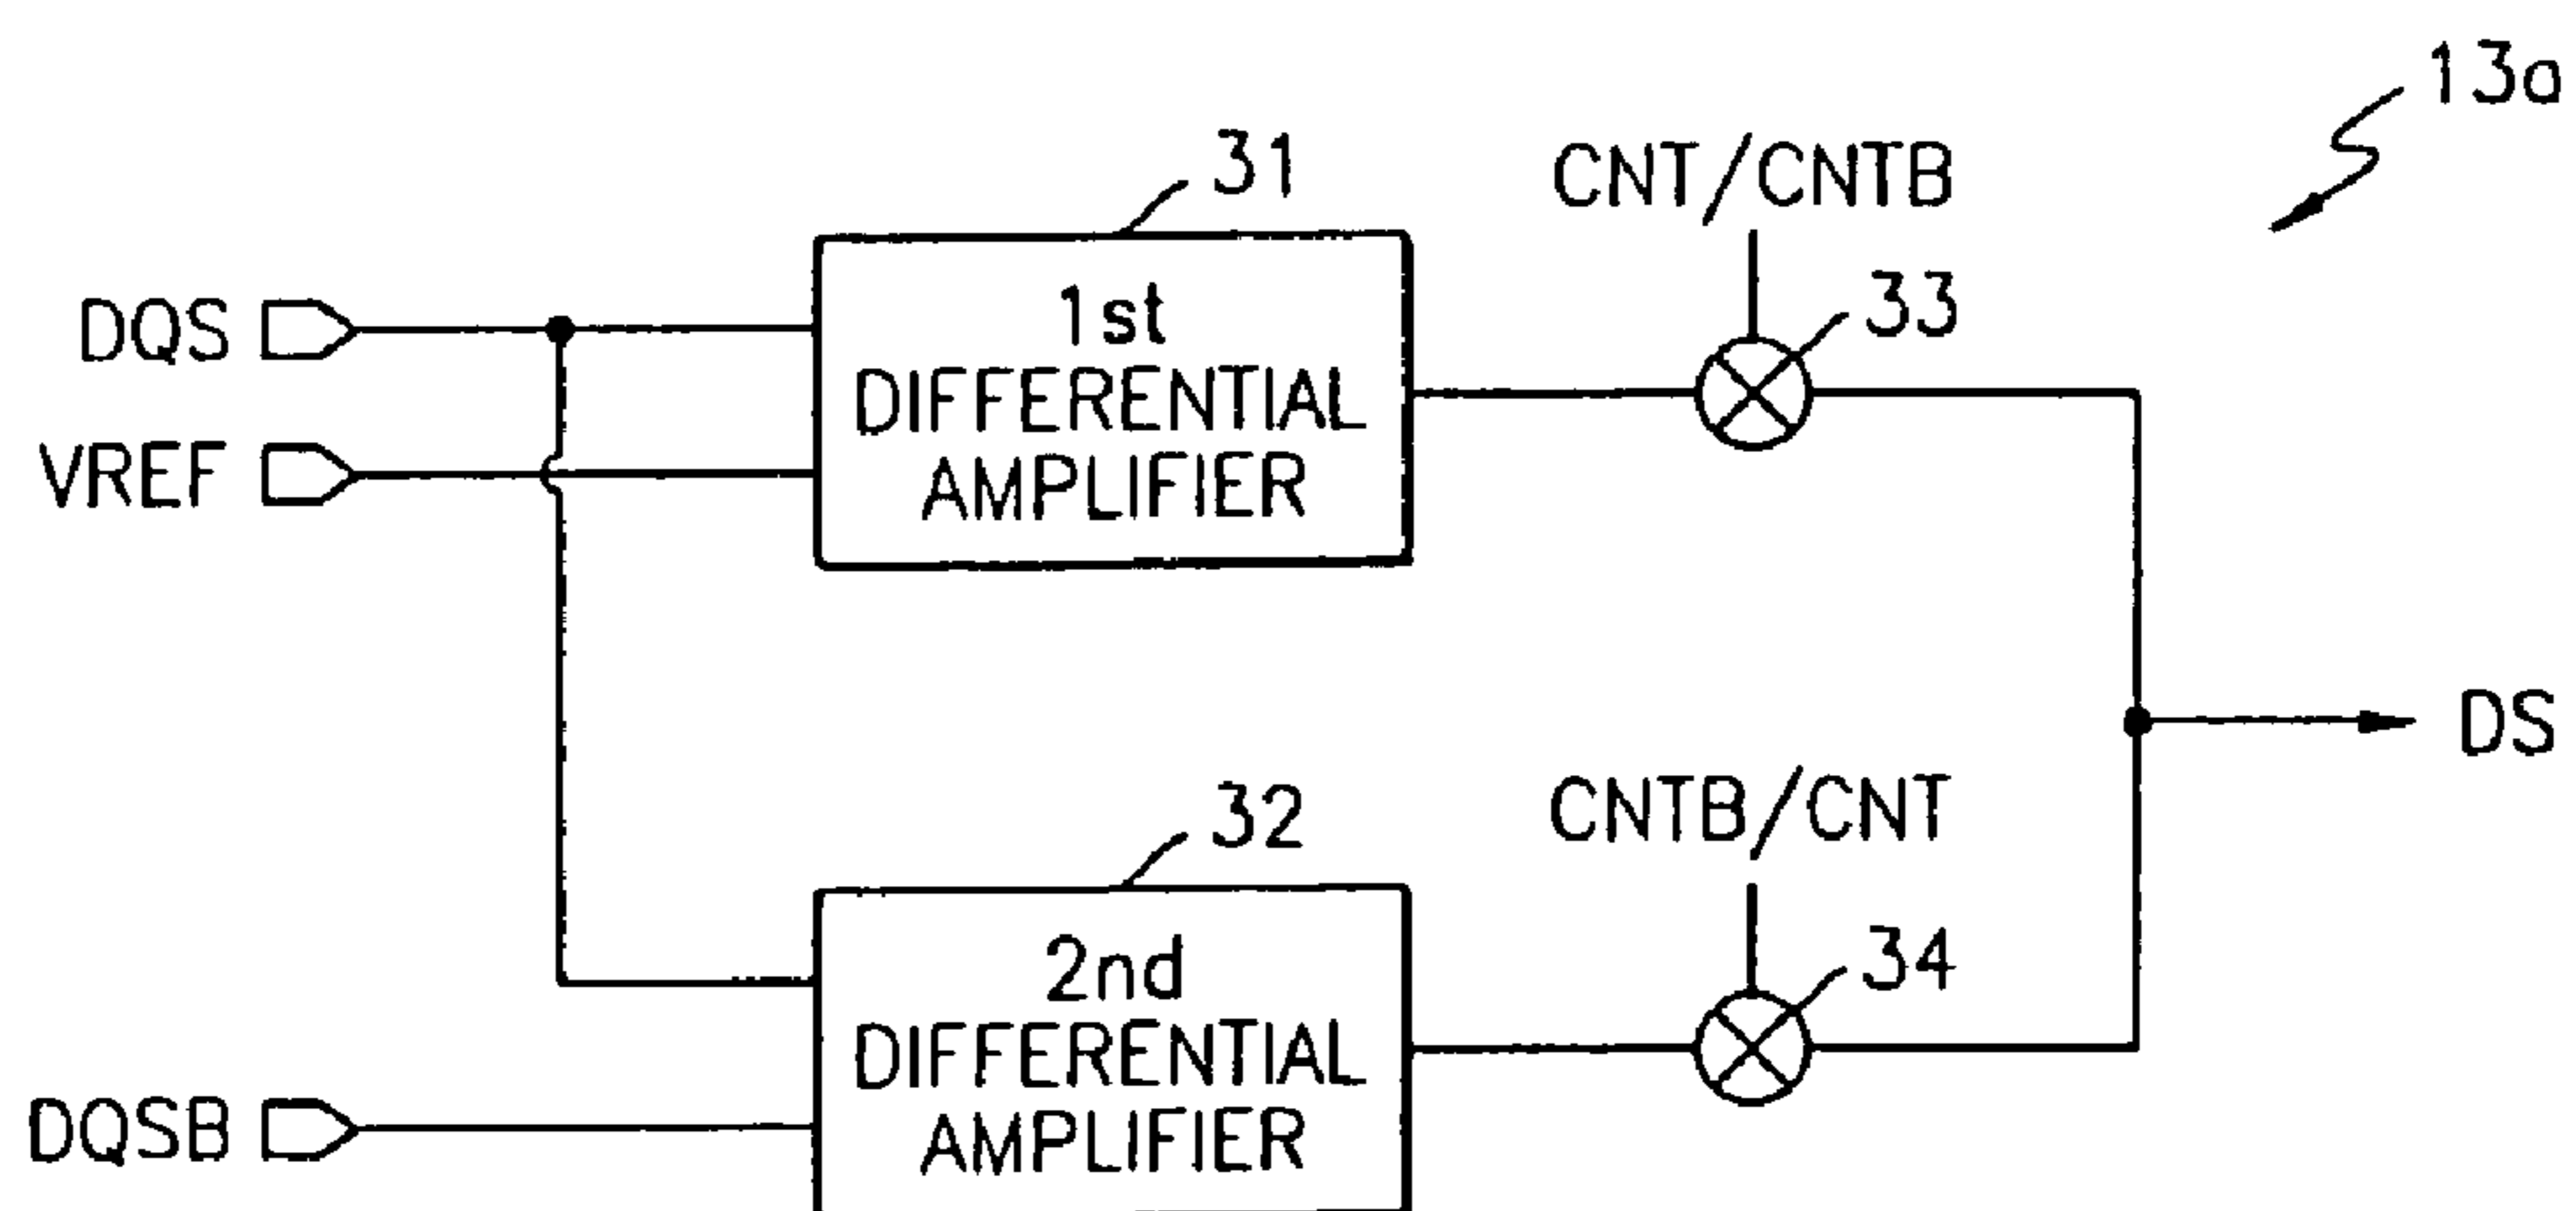 13a
31
CNT/CNTB
33
DQS
VREF
1st
DIFFERENTIAL
AMPLIFIER
DS
32
CNTB/CNT
34
2nd
DIFFERENTIAL
AMPLIFIER
DQSB